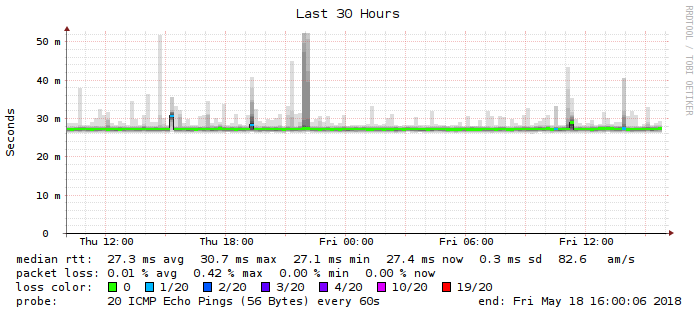 Last 30 Hours
RRDTOOL / TOBI OETIKER
Seconds
50 m
40 m
30 m
20 m
10 m
0
Thu 12:00 Thu 18:00 Fri 00:00 Fri 06:00 Fri 12:00
median rtt: 27.3 ms avg 30.7 ms max 27.1 ms min 27.4 ms now 0.3 ms sd 82.6 am/s
packet loss: 0.01 % avg 0.42 % max 0.00 % min 0.00 % now
loss color: 0 1/20 2/20 3/20 4/20 10/20 19/20
probe: 20 ICMP Echo Pings (56 Bytes) every 60s end: Fri May 18 16:00:06 2018